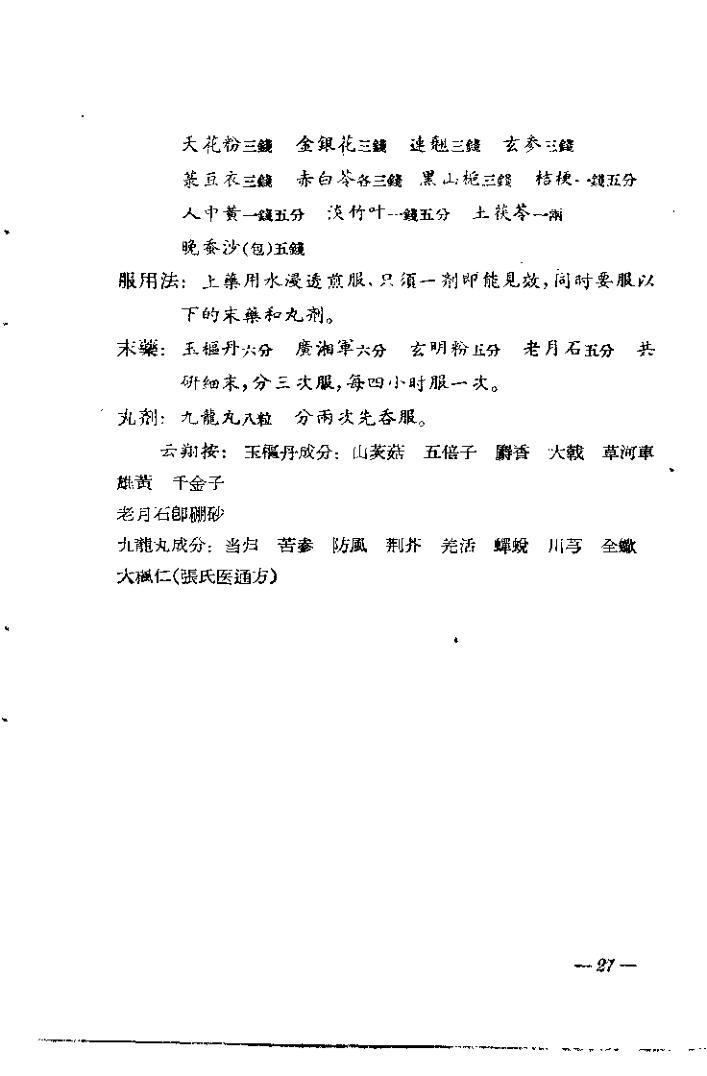 天花粉三錢　金銀花三錢　連翹三錢　玄参三錢
菉豆衣三錢　赤白苓各三錢　黑山栀三錢　桔梗一錢五分
人中黃一錢五分　淡竹叶一錢五分　土茯苓一兩
晚蚕沙(包)五錢
服用法：上藥用水浸透煎服、只須一剂即能見效，同时要服以
下的末藥和丸剂。
末藥：玉樞丹六分　廣湘軍六分　玄明粉五分　老月石五分　共
研細末，分三次服，每四小时服一次。
丸剂：九龍丸八粒　分兩次先吞服。
云翔按：玉樞丹成分：山茨菇　五倍子　麝香　大戟　草河車
雄黃　千金子
老月石卽硼砂
九龍丸成分：当归　苦參　防風　荆芥　羌活　蟬蛻　川芎　全蠍
大楓仁(張氏医通方)
—27—